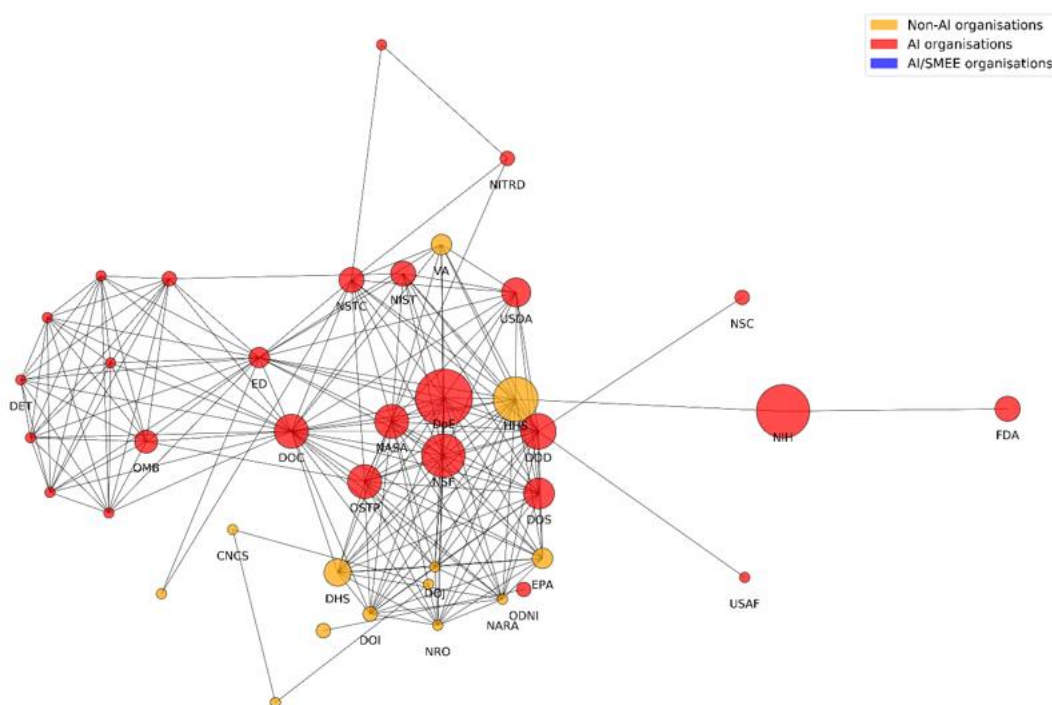 Non-AI organisations
AI organisations
AI/SMEE organisations
NITRD
VA
NSTC
NIST
USDA
NSC
ED
DET
DoE
HHS
NIH
FDA
NASA
DOD
DOC
OMB
NSF
OSTP
DOS
CNCS
EPA
DHS
DOJ
ODNI
USAF
NARA
DOI
NRO